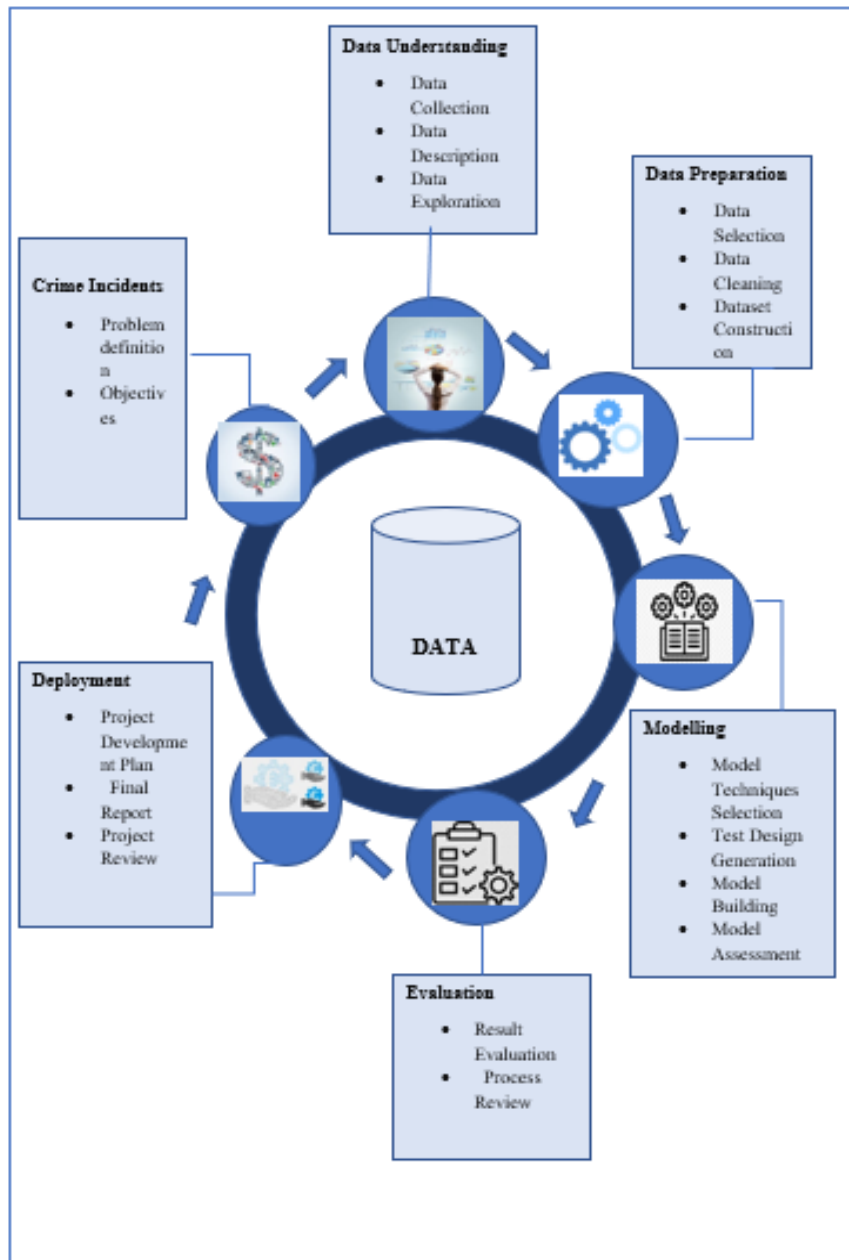 Data Understanding
• Data
Collection
• Data
Description
• Data
Exploration
Data Preparation
• Data
Selection
• Data
Cleaning
• Dataset
Constructi
on
Crime Incidents
• Problem
definitio
n
• Objectiv
es
DATA
Deployment
• Project
Developme
nt Plan
• Final
Report
• Project
Review
Modelling
• Model
Techniques
Selection
• Test Design
Generation
• Model
Building
• Model
Assessment
Evaluation
• Result
Evaluation
• Process
Review